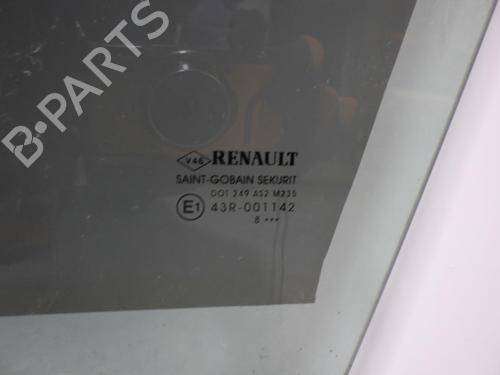 B-PARTS
V46 RENAULT
SAINT-GOBAIN SEKURIT
DOT 249 AS2 M235
E1 43R-001142
8 •••